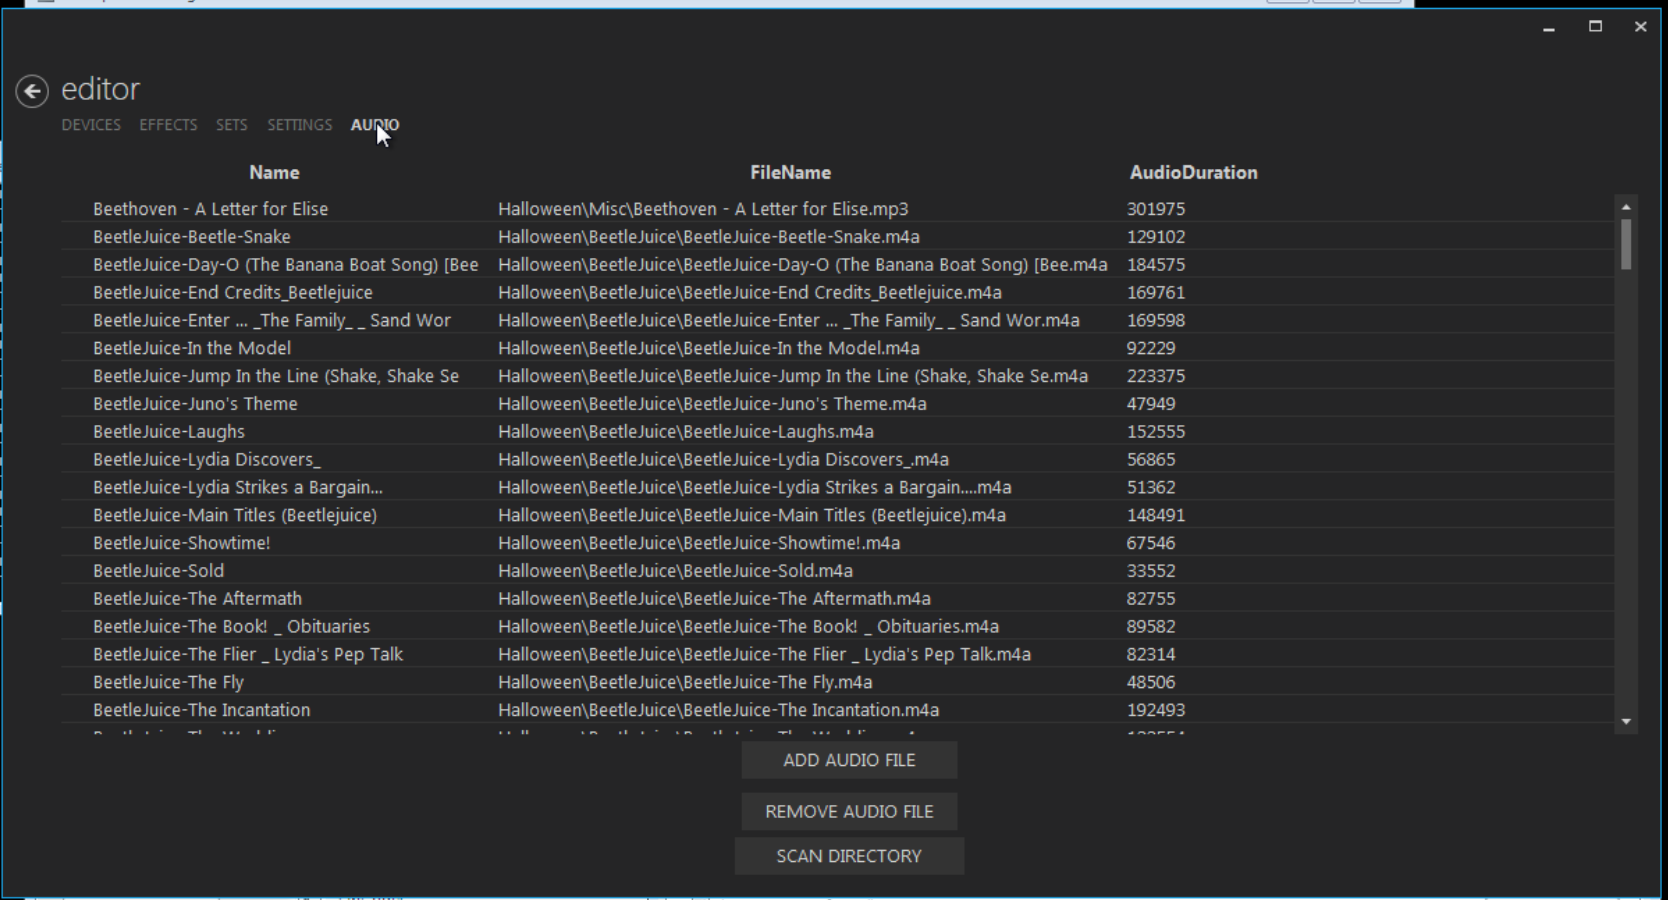 editor
DEVICES EFFECTS SETS SETTINGS AUDIO
Name FileName AudioDuration
Beethoven - A Letter for Elise Halloween\Misc\Beethoven - A Letter for Elise.mp3 301975
BeetleJuice-Beetle-Snake Halloween\BeetleJuice\BeetleJuice-Beetle-Snake.m4a 129102
BeetleJuice-Day-O (The Banana Boat Song) [Bee Halloween\BeetleJuice\BeetleJuice-Day-O (The Banana Boat Song) [Bee.m4a 184575
BeetleJuice-End Credits_Beetlejuice Halloween\BeetleJuice\BeetleJuice-End Credits_Beetlejuice.m4a 169761
BeetleJuice-Enter ... _The Family_ _ Sand Wor Halloween\BeetleJuice\BeetleJuice-Enter ... _The Family_ _ Sand Wor.m4a 169598
BeetleJuice-In the Model Halloween\BeetleJuice\BeetleJuice-In the Model.m4a 92229
BeetleJuice-Jump In the Line (Shake, Shake Se Halloween\BeetleJuice\BeetleJuice-Jump In the Line (Shake, Shake Se.m4a 223375
BeetleJuice-Juno's Theme Halloween\BeetleJuice\BeetleJuice-Juno's Theme.m4a 47949
BeetleJuice-Laughs Halloween\BeetleJuice\BeetleJuice-Laughs.m4a 152555
BeetleJuice-Lydia Discovers_ Halloween\BeetleJuice\BeetleJuice-Lydia Discovers_.m4a 56865
BeetleJuice-Lydia Strikes a Bargain... Halloween\BeetleJuice\BeetleJuice-Lydia Strikes a Bargain....m4a 51362
BeetleJuice-Main Titles (Beetlejuice) Halloween\BeetleJuice\BeetleJuice-Main Titles (Beetlejuice).m4a 148491
BeetleJuice-Showtime! Halloween\BeetleJuice\BeetleJuice-Showtime!.m4a 67546
BeetleJuice-Sold Halloween\BeetleJuice\BeetleJuice-Sold.m4a 33552
BeetleJuice-The Aftermath Halloween\BeetleJuice\BeetleJuice-The Aftermath.m4a 82755
BeetleJuice-The Book! _ Obituaries Halloween\BeetleJuice\BeetleJuice-The Book! _ Obituaries.m4a 89582
BeetleJuice-The Flier _ Lydia's Pep Talk Halloween\BeetleJuice\BeetleJuice-The Flier _ Lydia's Pep Talk.m4a 82314
BeetleJuice-The Fly Halloween\BeetleJuice\BeetleJuice-The Fly.m4a 48506
BeetleJuice-The Incantation Halloween\BeetleJuice\BeetleJuice-The Incantation.m4a 192493
ADD AUDIO FILE
REMOVE AUDIO FILE
SCAN DIRECTORY